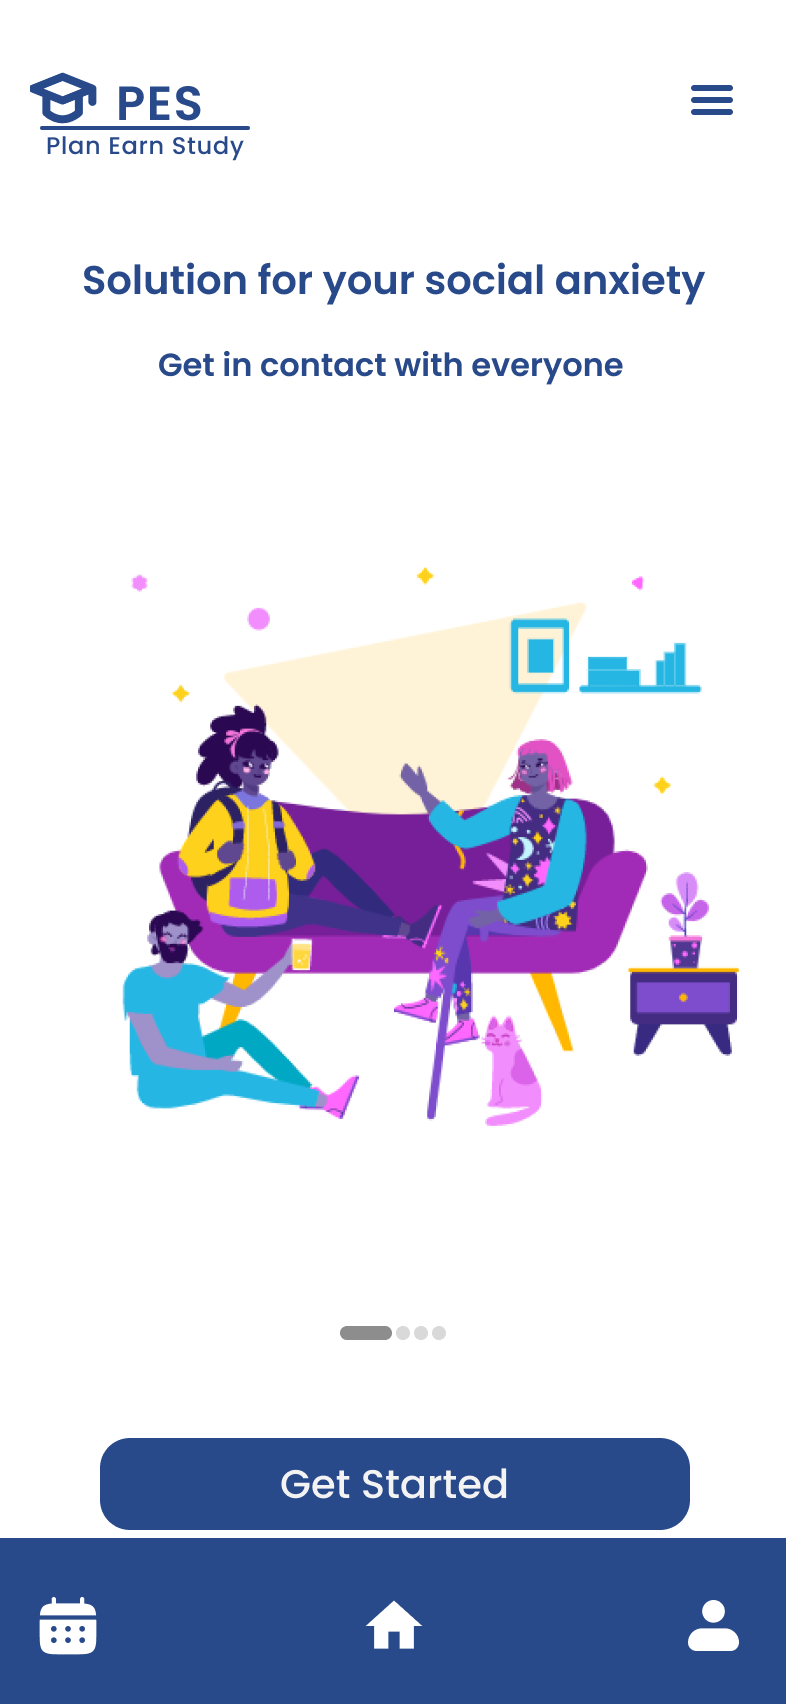 PES
Plan Earn Study
Solution for your social anxiety
Get in contact with everyone
Get Started